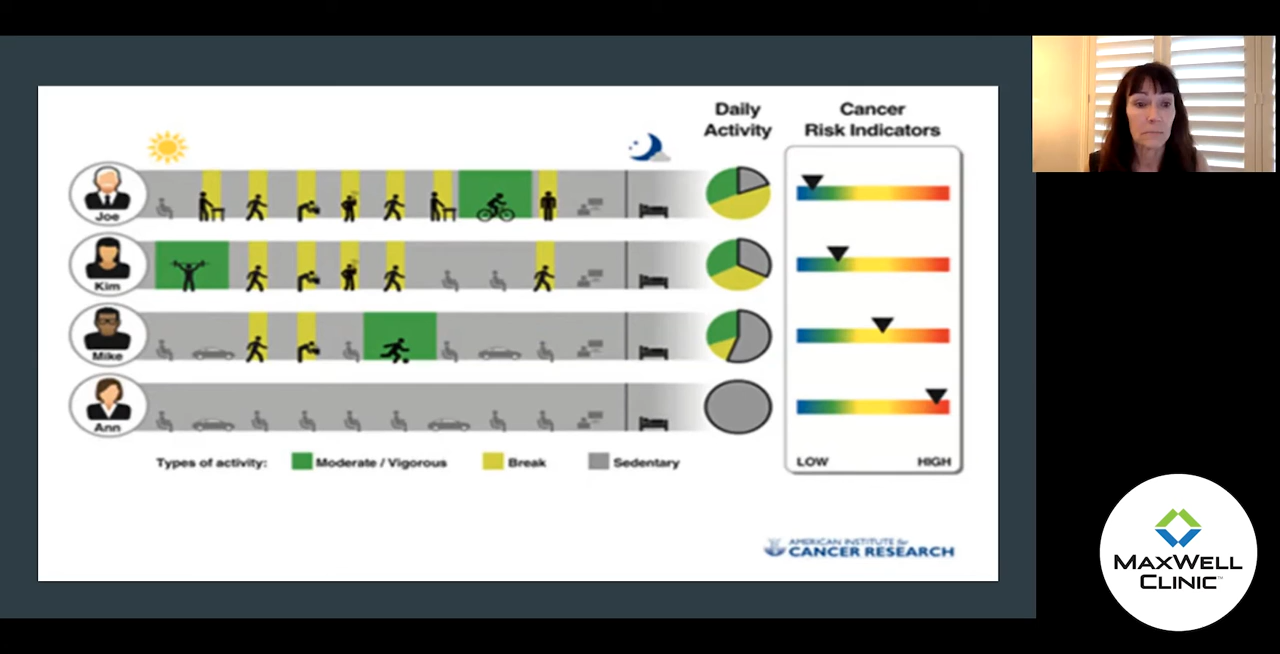 Daily
Activity
Cancer
Risk Indicators
Joe
Kim
Mike
Ann
LOW
HIGH
Types of activity:
Moderate / Vigorous
Break
Sedentary
AMERICAN INSTITUTE for
CANCER RESEARCH
MAXWELL
CLINIC™